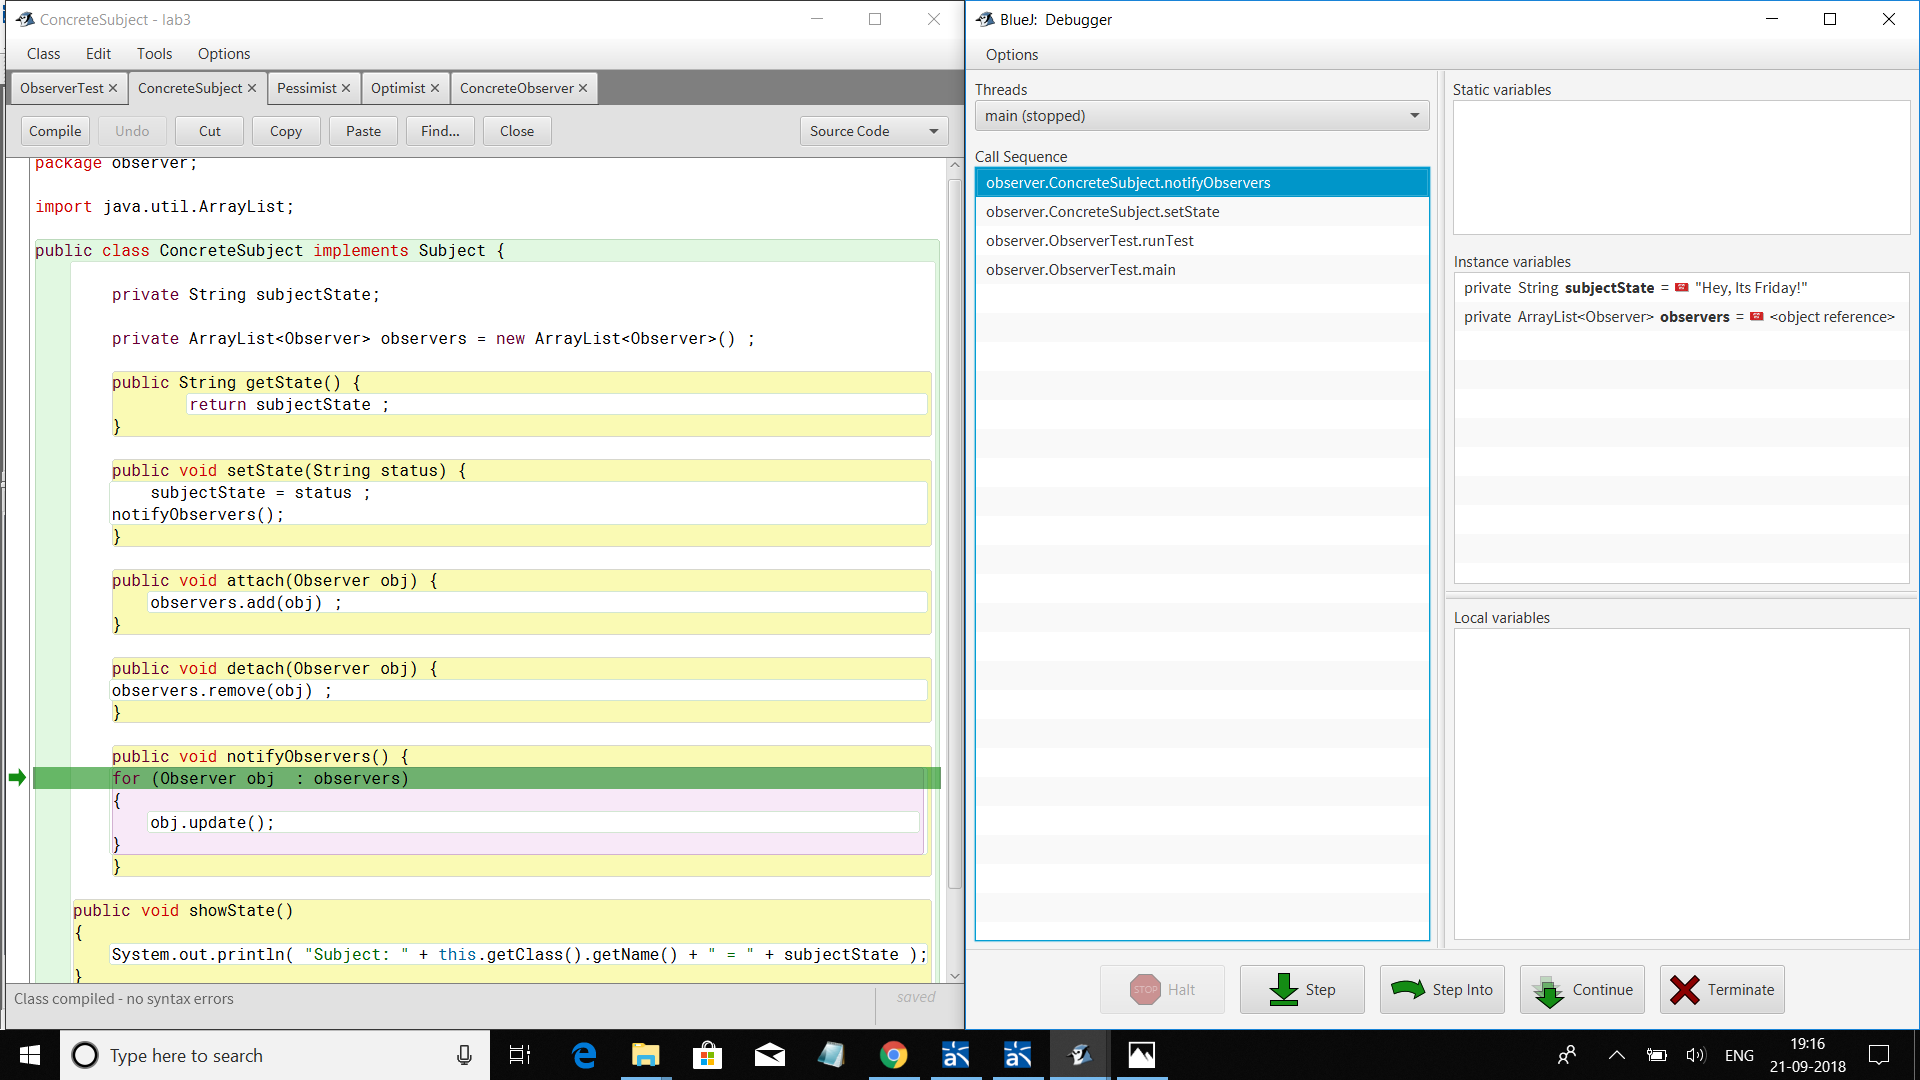 ConcreteSubject - lab3
Class Edit Tools Options
ObserverTest ConcreteSubject Pessimist Optimist ConcreteObserver
Compile Undo Cut Copy Paste Find... Close Source Code
package observer;
import java.util.ArrayList;
public class ConcreteSubject implements Subject {
private String subjectState;
private ArrayList<Observer> observers = new ArrayList<Observer>() ;
public String getState() {
return subjectState ;
}
public void setState(String status) {
subjectState = status ;
notifyObservers();
}
public void attach(Observer obj) {
observers.add(obj) ;
}
public void detach(Observer obj) {
observers.remove(obj) ;
}
public void notifyObservers() {
for (Observer obj  : observers)
{
obj.update();
}
}
public void showState()
{
System.out.println( "Subject: " + this.getClass().getName() + " = " + subjectState );
}
Class compiled - no syntax errors
saved
BlueJ: Debugger
Options
Threads
main (stopped)
Call Sequence
observer.ConcreteSubject.notifyObservers
observer.ConcreteSubject.setState
observer.ObserverTest.runTest
observer.ObserverTest.main
Static variables
Instance variables
private String subjectState = "Hey, Its Friday!"
private ArrayList<Observer> observers = <object reference>
Local variables
STOP Halt Step Step Into Continue Terminate
Type here to search
ENG
19:16
21-09-2018